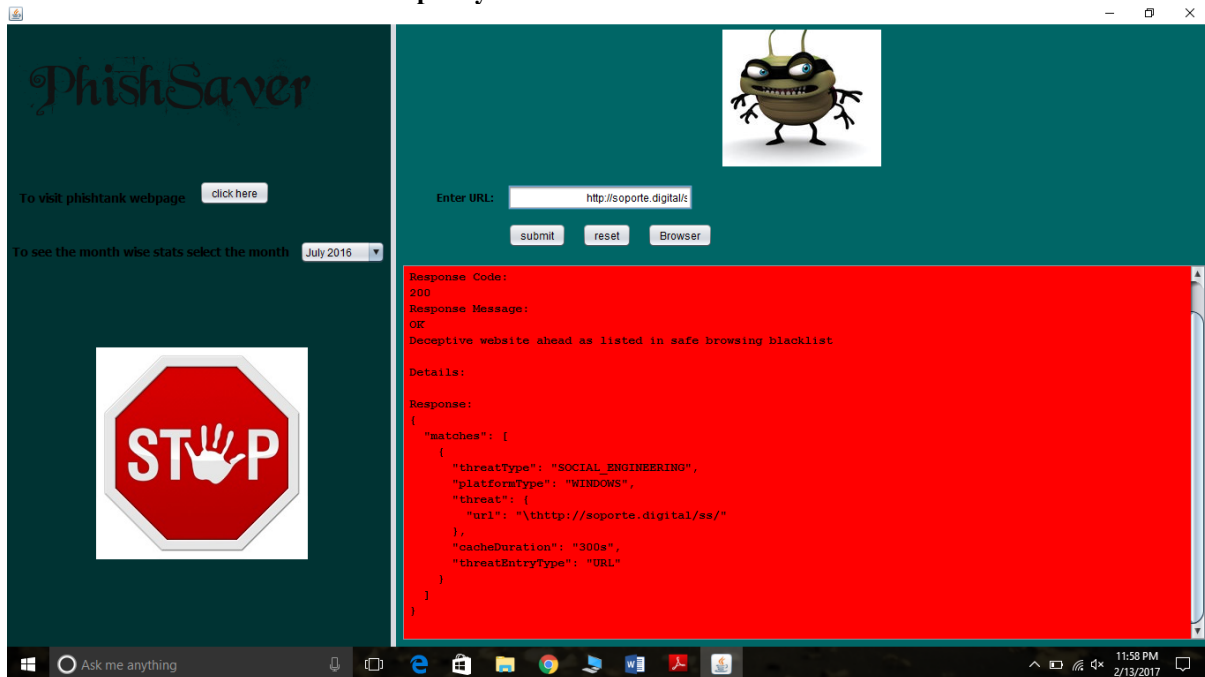 PhishSaver
To visit phishtank webpage click here
To see the month wise stats select the month July 2016
STOP
Enter URL: http://soporte.digital/s
submit reset Browser
Response Code:
200
Response Message:
OK
Deceptive website ahead as listed in safe browsing blacklist
Details:
Response:
{
"matches": [
{
"threatType": "SOCIAL_ENGINEERING",
"platformType": "WINDOWS",
"threat": {
"url": "\thttp://soporte.digital/ss/"
},
"cacheDuration": "300s",
"threatEntryType": "URL"
}
]
}
Ask me anything
11:58 PM
2/13/2017